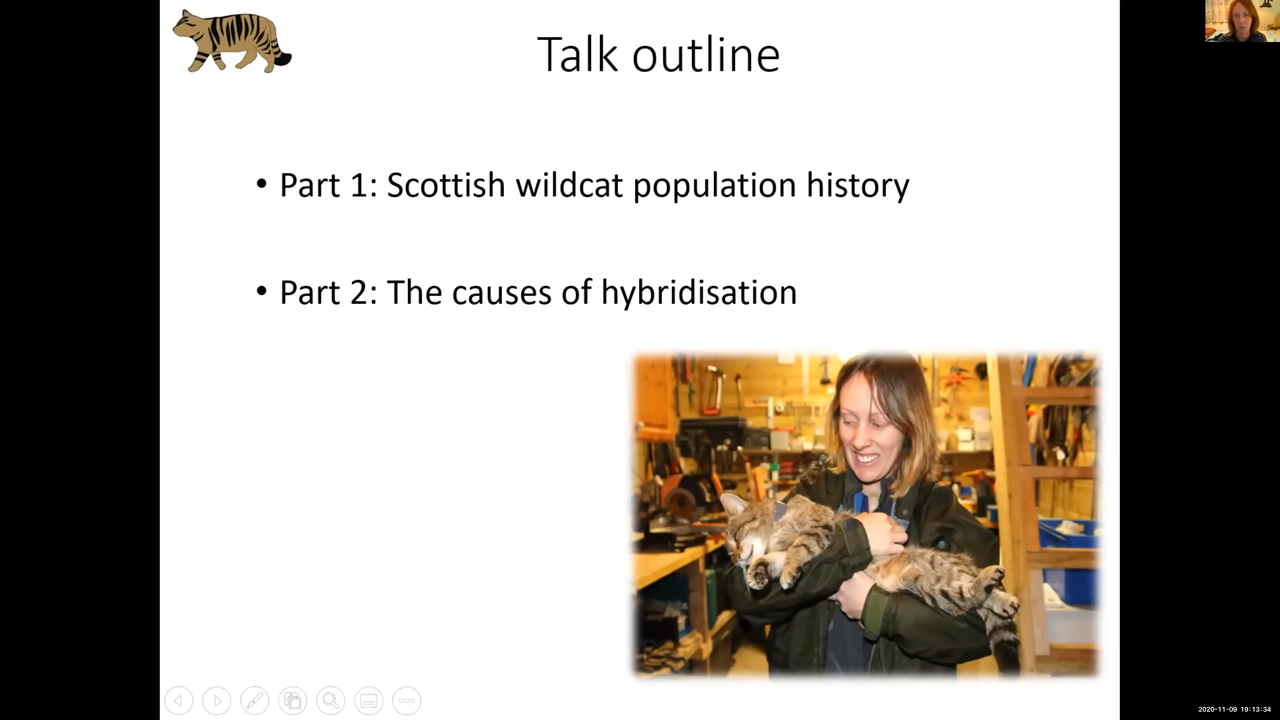 Talk outline
• Part 1: Scottish wildcat population history
• Part 2: The causes of hybridisation
2020-11-09 19:13:34